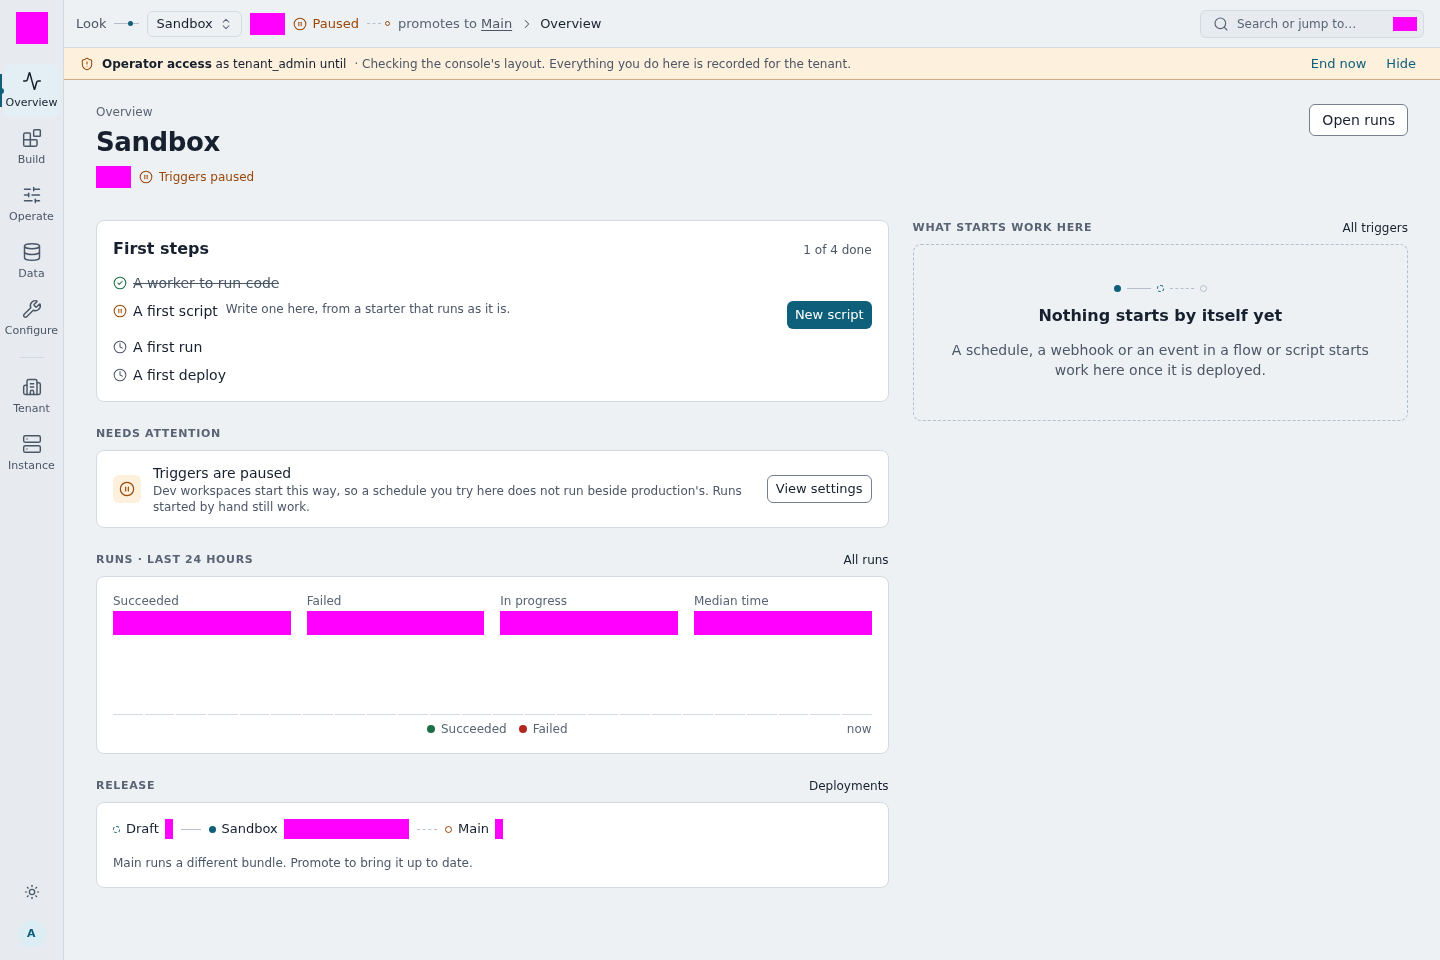 Look
Sandbox
Paused
promotes to Main
Overview
Search or jump to…
Operator access as tenant_admin until · Checking the console's layout. Everything you do here is recorded for the tenant.
End now
Hide
Overview
Build
Operate
Data
Configure
Tenant
Instance
A
Overview
Sandbox
Triggers paused
Open runs
First steps
1 of 4 done
A worker to run code
A first script Write one here, from a starter that runs as it is.
New script
A first run
A first deploy
NEEDS ATTENTION
Triggers are paused
Dev workspaces start this way, so a schedule you try here does not run beside production's. Runs
started by hand still work.
View settings
RUNS · LAST 24 HOURS
All runs
Succeeded
Failed
In progress
Median time
Succeeded
Failed
now
RELEASE
Deployments
Draft
Sandbox
Main
Main runs a different bundle. Promote to bring it up to date.
WHAT STARTS WORK HERE
All triggers
Nothing starts by itself yet
A schedule, a webhook or an event in a flow or script starts
work here once it is deployed.